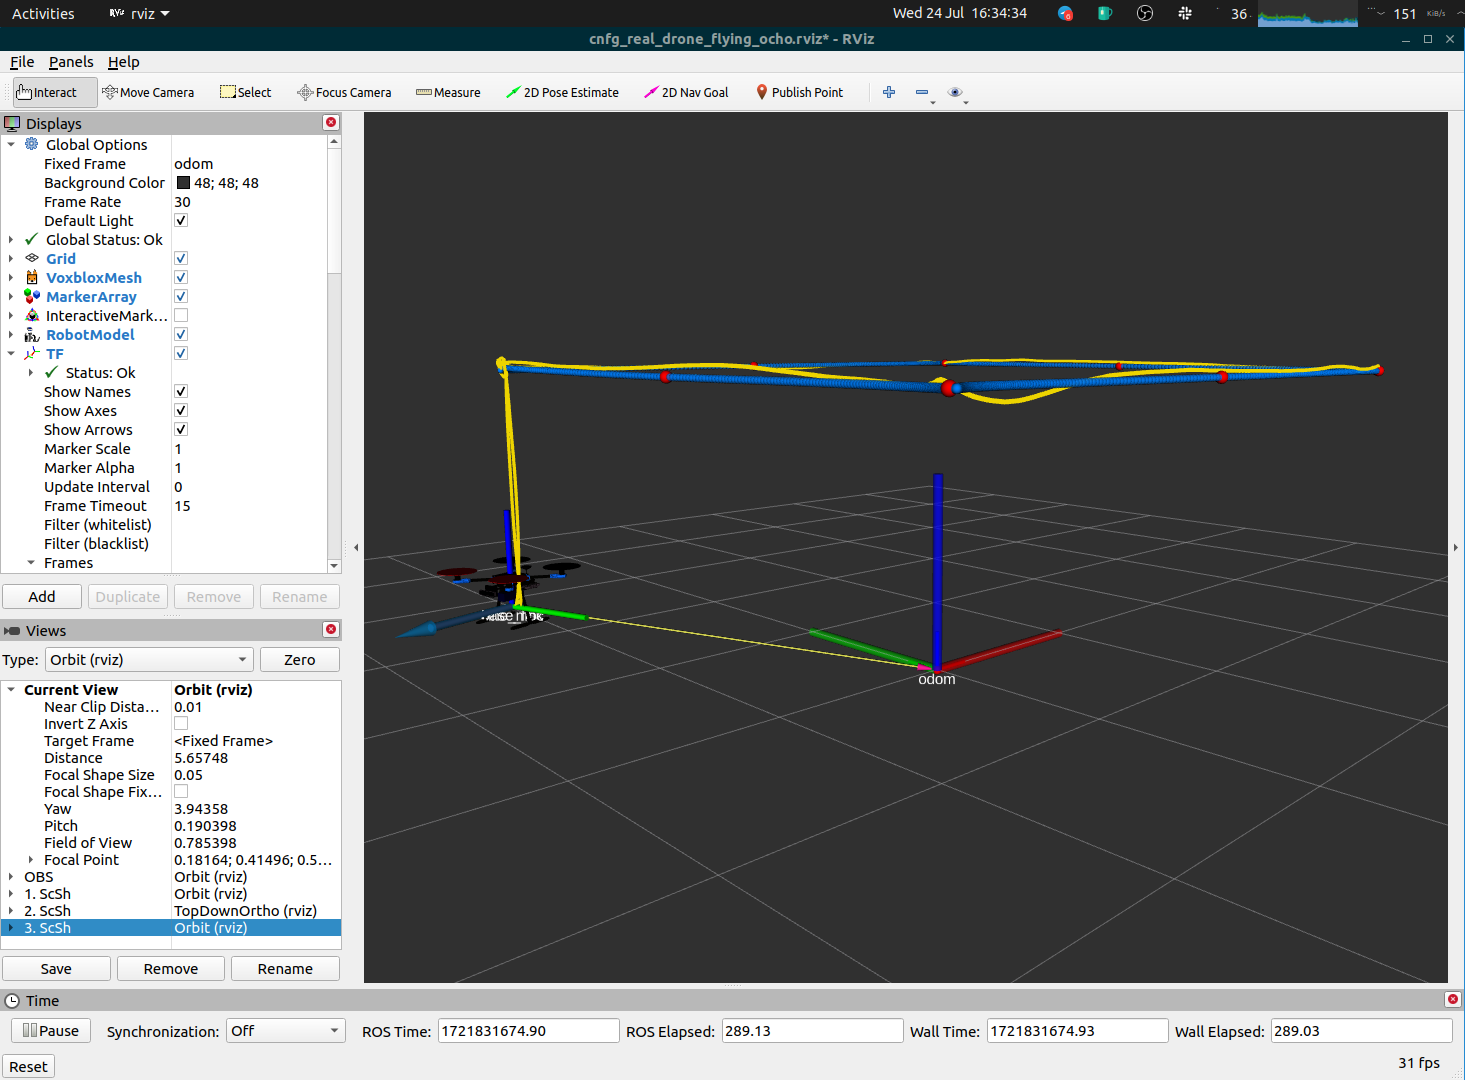 Activities
RViz
rviz
Wed 24 Jul 16:34:34
6
36
151
KiB/s
cnfg_real_drone_flying_ocho.rviz* - RViz
File
Panels
Help
Interact
Move Camera
Select
Focus Camera
Measure
2D Pose Estimate
2D Nav Goal
Publish Point
Displays
Global Options
Fixed Frame odom
Background Color 48; 48; 48
Frame Rate 30
Default Light
Global Status: Ok
Grid
VoxbloxMesh
MarkerArray
InteractiveMark...
RobotModel
TF
Status: Ok
Show Names
Show Axes
Show Arrows
Marker Scale 1
Marker Alpha 1
Update Interval 0
Frame Timeout 15
Filter (whitelist)
Filter (blacklist)
Frames
Add
Duplicate
Remove
Rename
Views
Type: Orbit (rviz)
Zero
Current View Orbit (rviz)
Near Clip Dista... 0.01
Invert Z Axis
Target Frame <Fixed Frame>
Distance 5.65748
Focal Shape Size 0.05
Focal Shape Fix...
Yaw 3.94358
Pitch 0.190398
Field of View 0.785398
Focal Point 0.18164; 0.41496; 0.5...
OBS Orbit (rviz)
1. ScSh Orbit (rviz)
2. ScSh TopDownOrtho (rviz)
3. ScSh Orbit (rviz)
Save
Remove
Rename
odom
Time
Pause
Synchronization: Off
ROS Time: 1721831674.90
ROS Elapsed: 289.13
Wall Time: 1721831674.93
Wall Elapsed: 289.03
Reset
31 fps